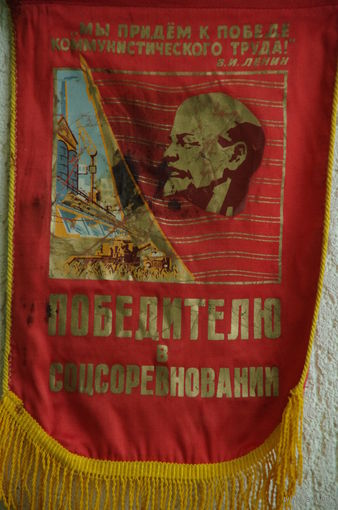 „МЫ ПРИДЁМ К ПОБЕДЕ
КОММУНИСТИЧЕСКОГО ТРУДА!"
В.И. ЛЕНИН
ПОБЕДИТЕЛЮ
в
СОЦСОРЕВНОВАНИИ